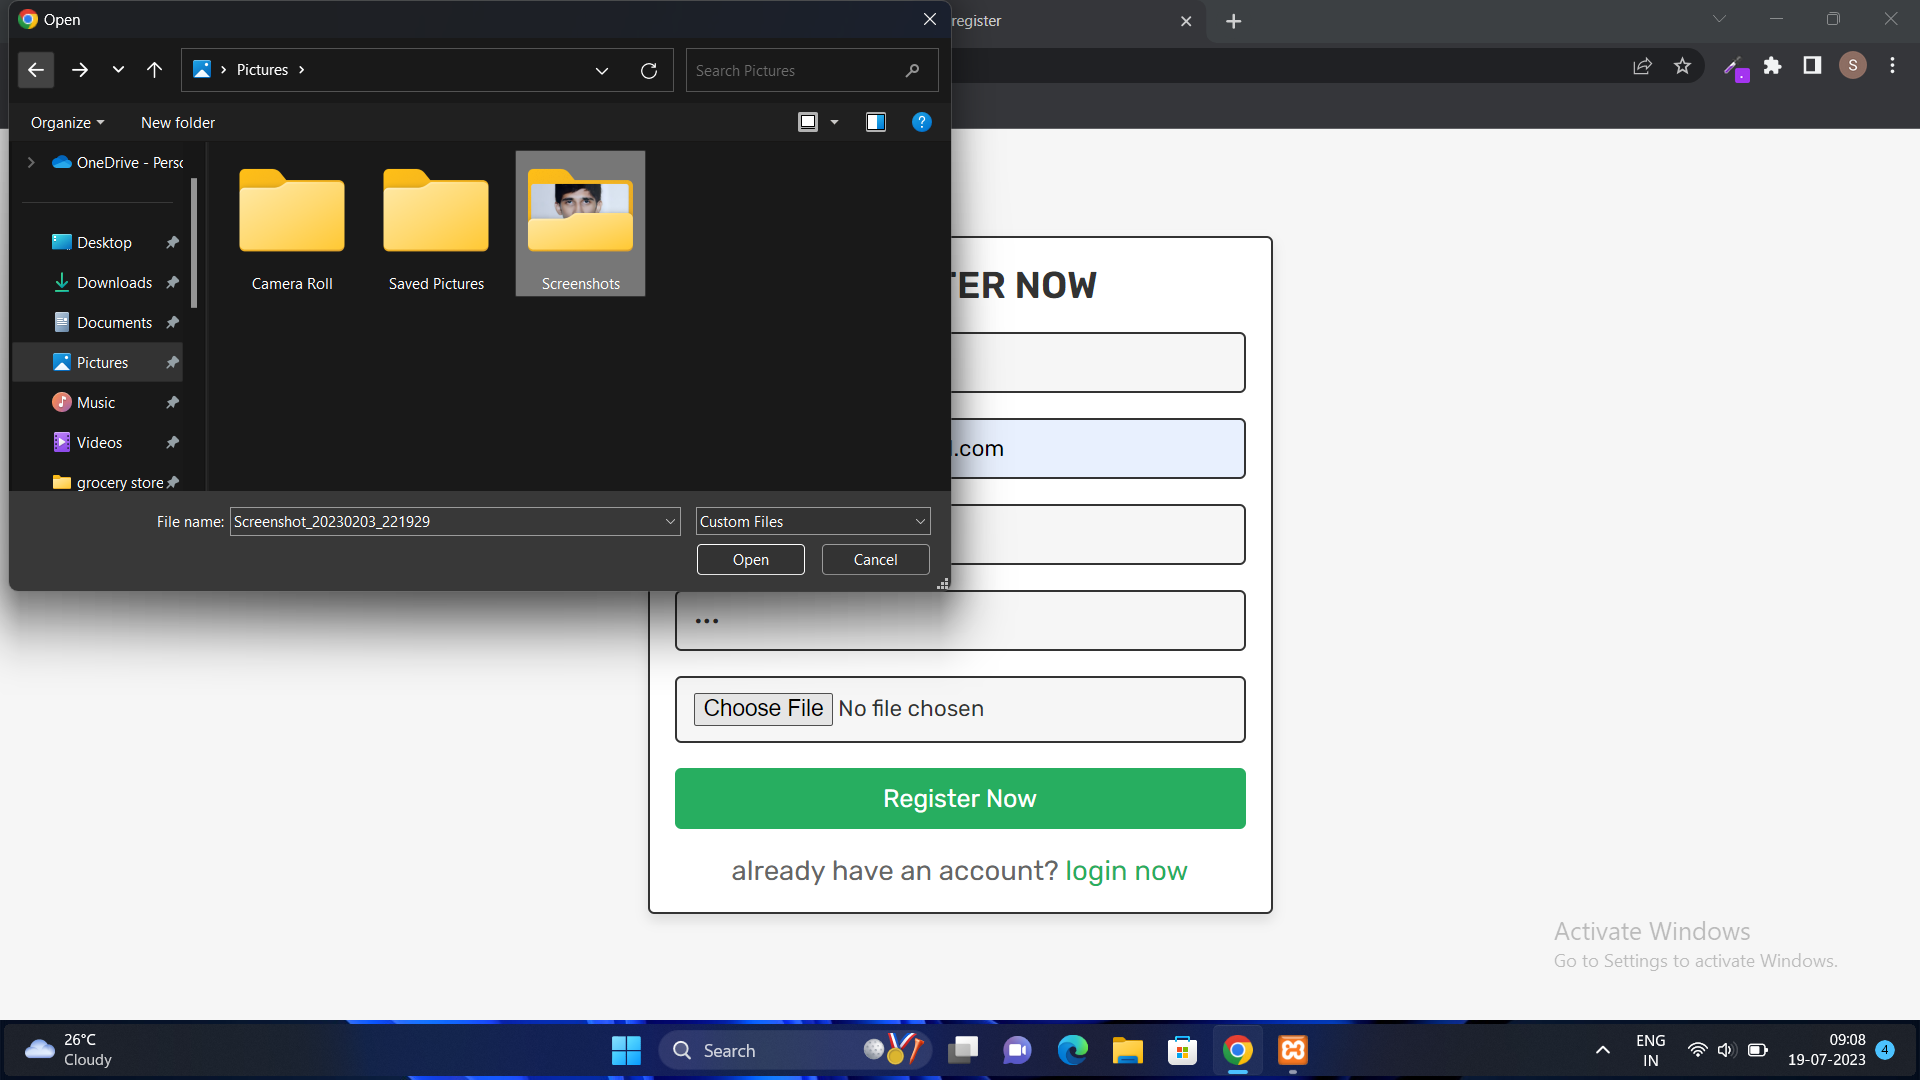 Open
register
Pictures
Search Pictures
S
Organize
New folder
?
OneDrive - Perso
Desktop
Downloads
Documents
Pictures
Music
Videos
grocery store
Camera Roll
Saved Pictures
Screenshots
File name:
Screenshot_20230203_221929
Custom Files
Open
Cancel
TER NOW
l.com
Choose File No file chosen
Register Now
already have an account? login now
Activate Windows
Go to Settings to activate Windows.
26°C
Cloudy
Search
ENG
IN
09:08
19-07-2023
4